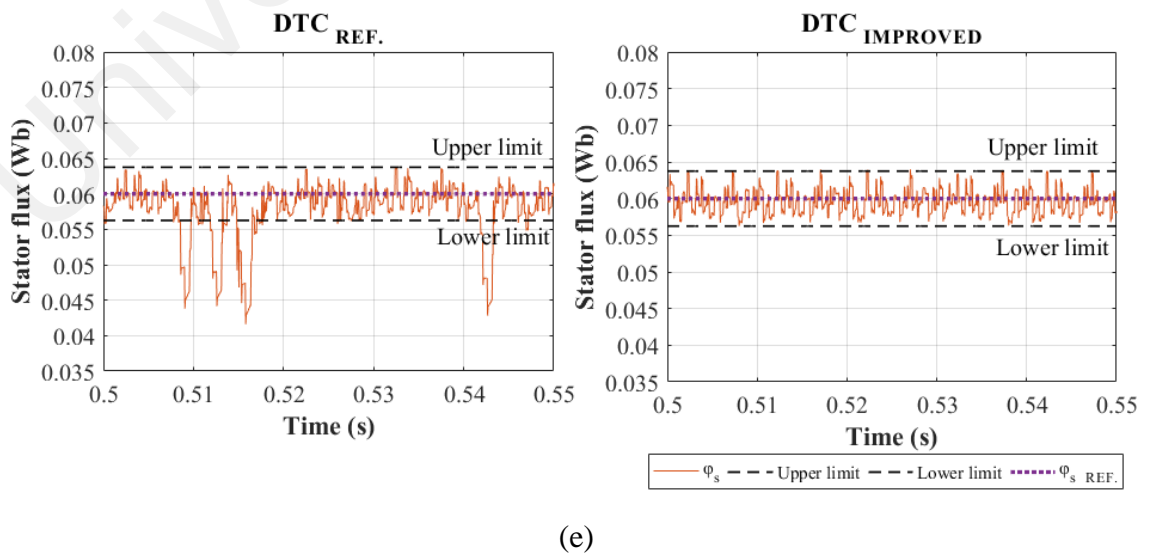 Unive
DTC REF.
0.08
0.075
0.07
0.065
0.06
0.055
0.05
0.045
0.04
0.035
Stator flux (Wb)
Upper limit
Lower limit
0.5 0.51 0.52 0.53 0.54 0.55
Time (s)
DTC IMPROVED
0.08
0.075
0.07
0.065
0.06
0.055
0.05
0.045
0.04
0.035
Stator flux (Wb)
Upper limit
Lower limit
0.5 0.51 0.52 0.53 0.54 0.55
Time (s)
φs Upper limit Lower limit φs REF.
(e)